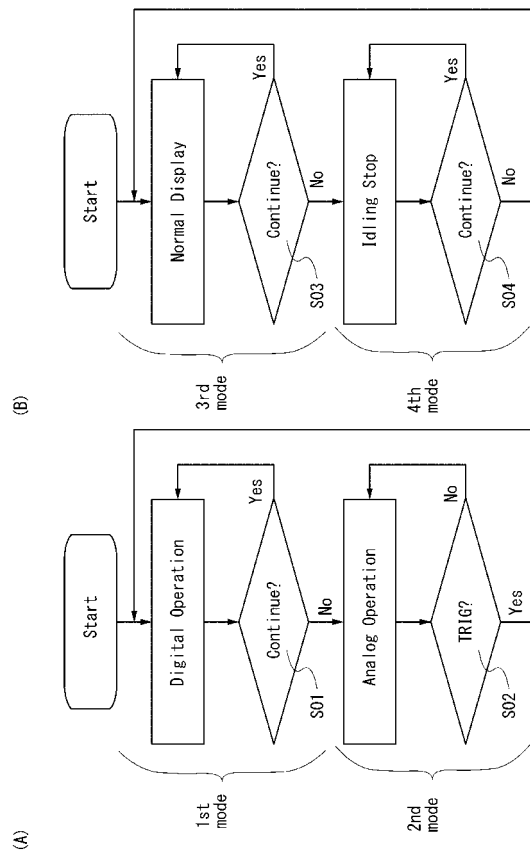 (A)
Start
Digital Operation
Continue?
Yes
S01
No
1st
mode
Analog Operation
TRIG?
No
S02
Yes
2nd
mode
(B)
Start
Normal Display
Continue?
Yes
S03
No
3rd
mode
Idling Stop
Continue?
Yes
S04
No
4th
mode